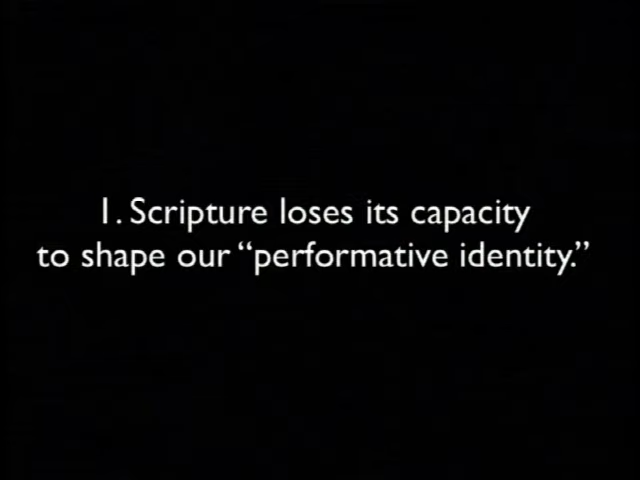 1. Scripture loses its capacity
to shape our “performative identity.”